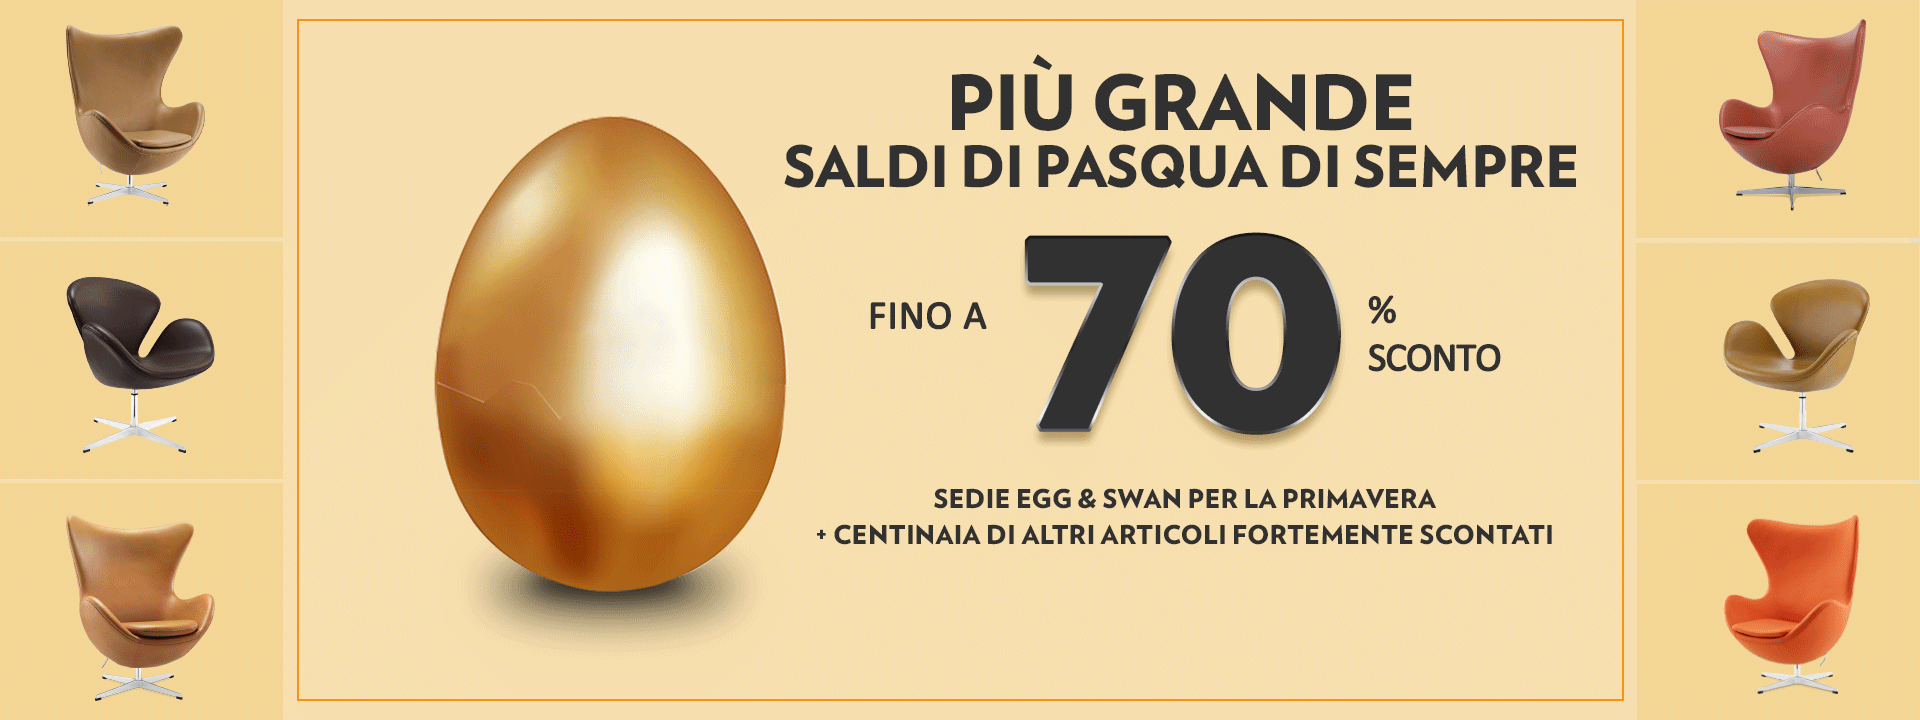 PIÙ GRANDE
SALDI DI PASQUA DI SEMPRE
FINO A 70 % SCONTO
SEDIE EGG & SWAN PER LA PRIMAVERA
+ CENTINAIA DI ALTRI ARTICOLI FORTEMENTE SCONTATI